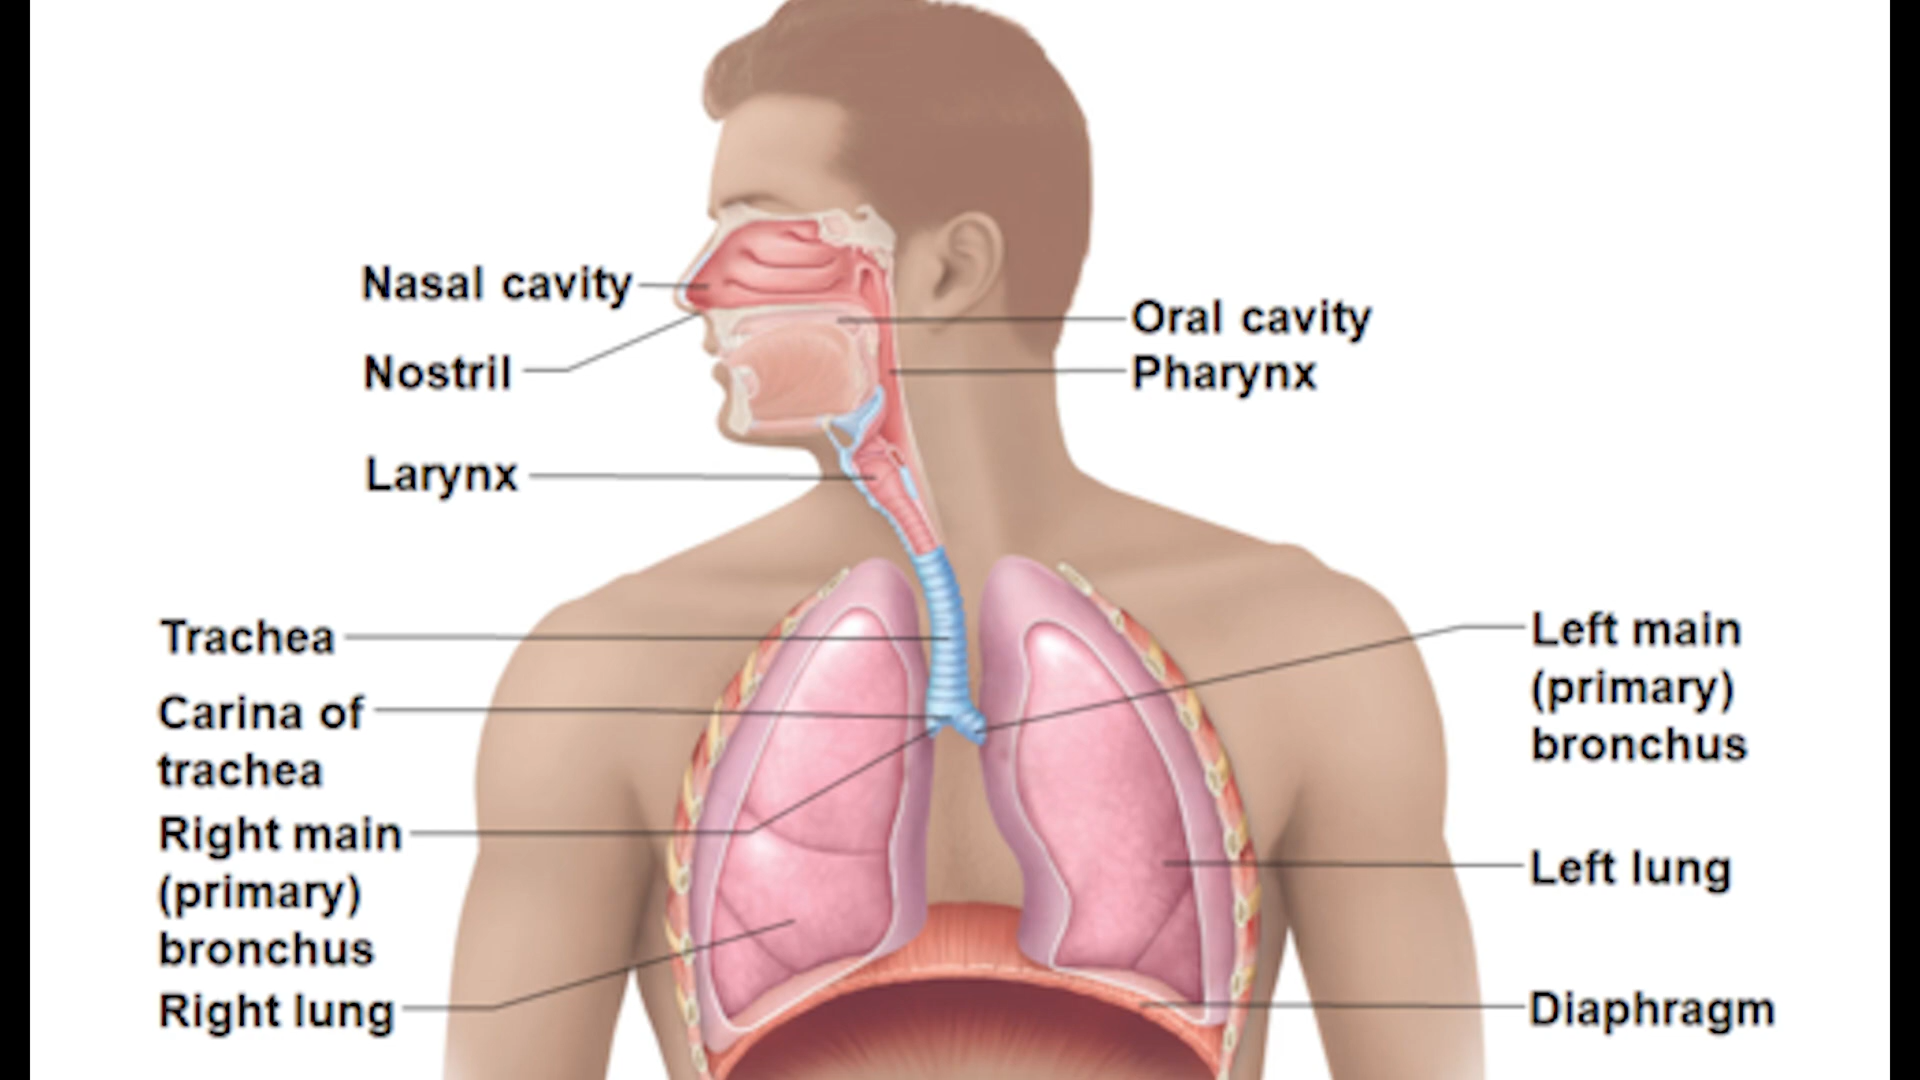 Nasal cavity
Nostril
Larynx
Oral cavity
Pharynx
Trachea
Carina of
trachea
Right main
(primary)
bronchus
Right lung
Left main
(primary)
bronchus
Left lung
Diaphragm